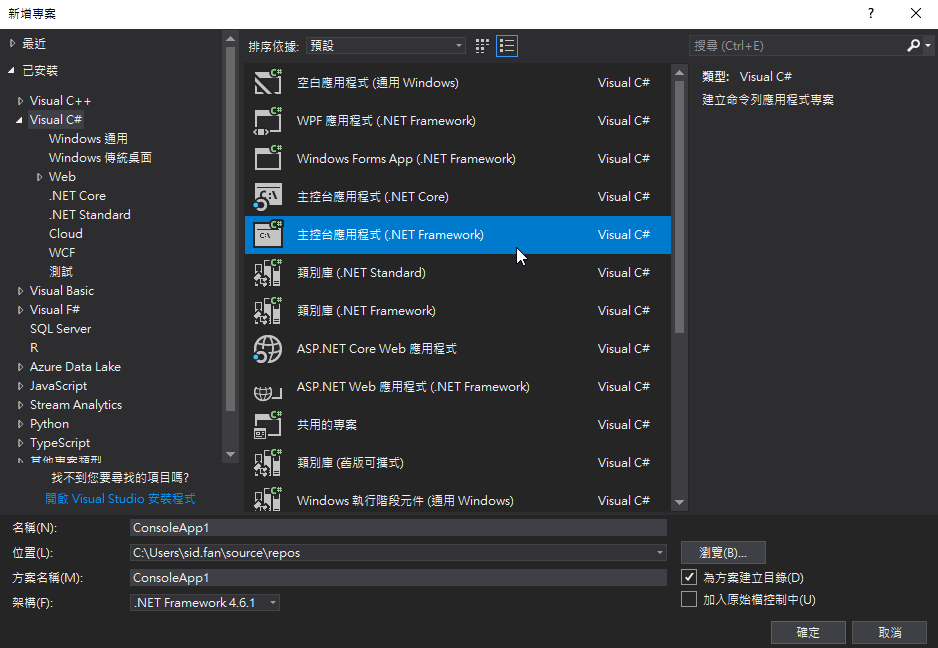 新增專案
最近
已安裝
Visual C++
Visual C#
Windows 通用
Windows 傳統桌面
Web
.NET Core
.NET Standard
Cloud
WCF
測試
Visual Basic
Visual F#
SQL Server
R
Azure Data Lake
JavaScript
Stream Analytics
Python
TypeScript
其他專案類型
找不到您要尋找的項目嗎?
開啟 Visual Studio 安裝程式
排序依據: 預設
空白應用程式 (通用 Windows) Visual C#
WPF 應用程式 (.NET Framework) Visual C#
Windows Forms App (.NET Framework) Visual C#
主控台應用程式 (.NET Core) Visual C#
主控台應用程式 (.NET Framework) Visual C#
類別庫 (.NET Standard) Visual C#
類別庫 (.NET Framework) Visual C#
ASP.NET Core Web 應用程式 Visual C#
ASP.NET Web 應用程式 (.NET Framework) Visual C#
共用的專案 Visual C#
類別庫 (舊版可攜式) Visual C#
Windows 執行階段元件 (通用 Windows) Visual C#
搜尋 (Ctrl+E)
類型: Visual C#
建立命令列應用程式專案
名稱(N): ConsoleApp1
位置(L): C:\Users\sid.fan\source\repos 瀏覽(B)...
方案名稱(M): ConsoleApp1 為方案建立目錄(D)
架構(F): .NET Framework 4.6.1 加入原始檔控制中(U)
確定 取消